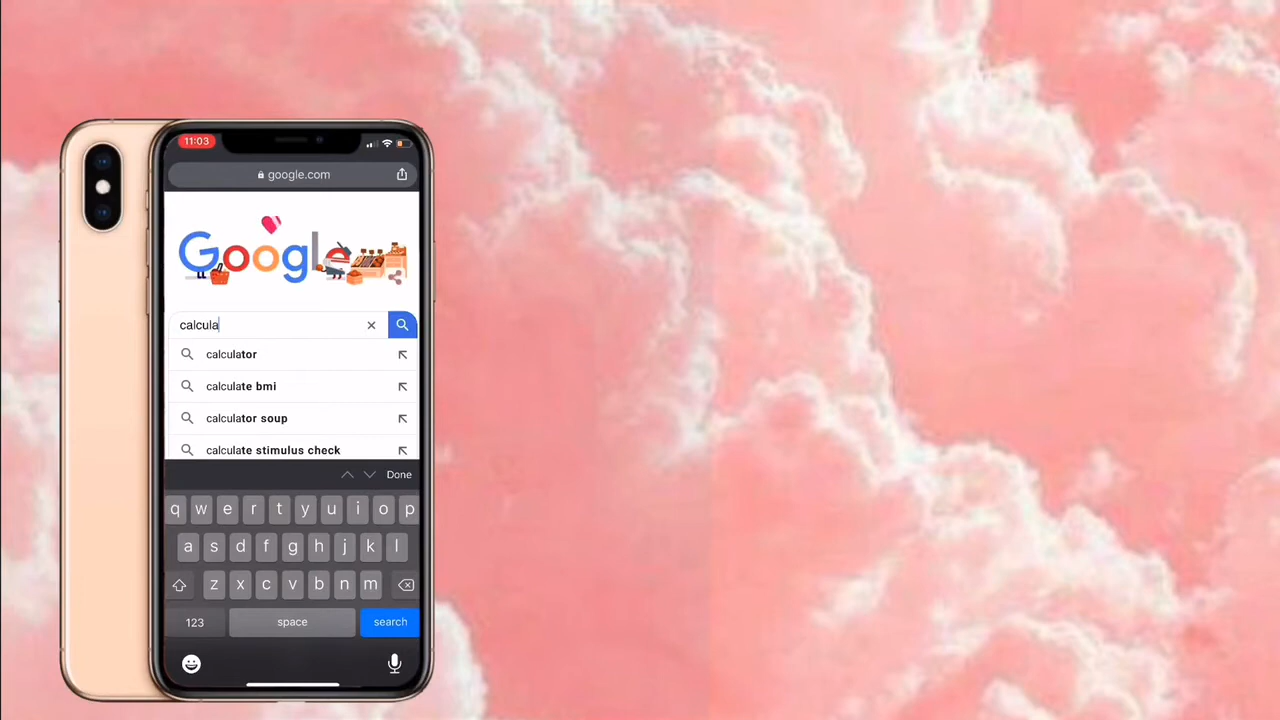 11:03
google.com
Google
calcula
calculator
calculate bmi
calculator soup
calculate stimulus check
Done
q w e r t y u i o p
a s d f g h j k l
z x c v b n m
123 space search